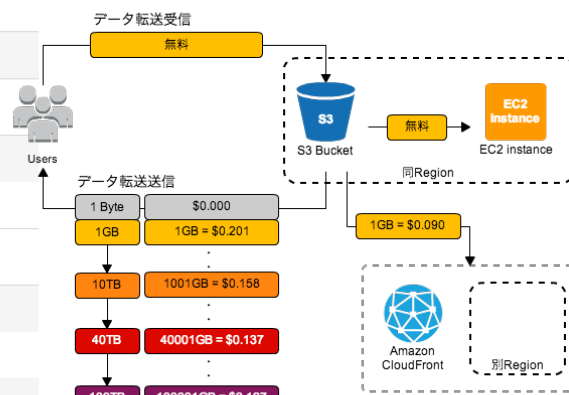 データ転送受信
無料
Users
S3
S3 Bucket
無料
EC2
instance
EC2 instance
同Region
データ転送送信
1 Byte
$0.000
1GB
1GB = $0.201
1GB = $0.090
10TB
1001GB = $0.158
40TB
40001GB = $0.137
Amazon
CloudFront
別Region